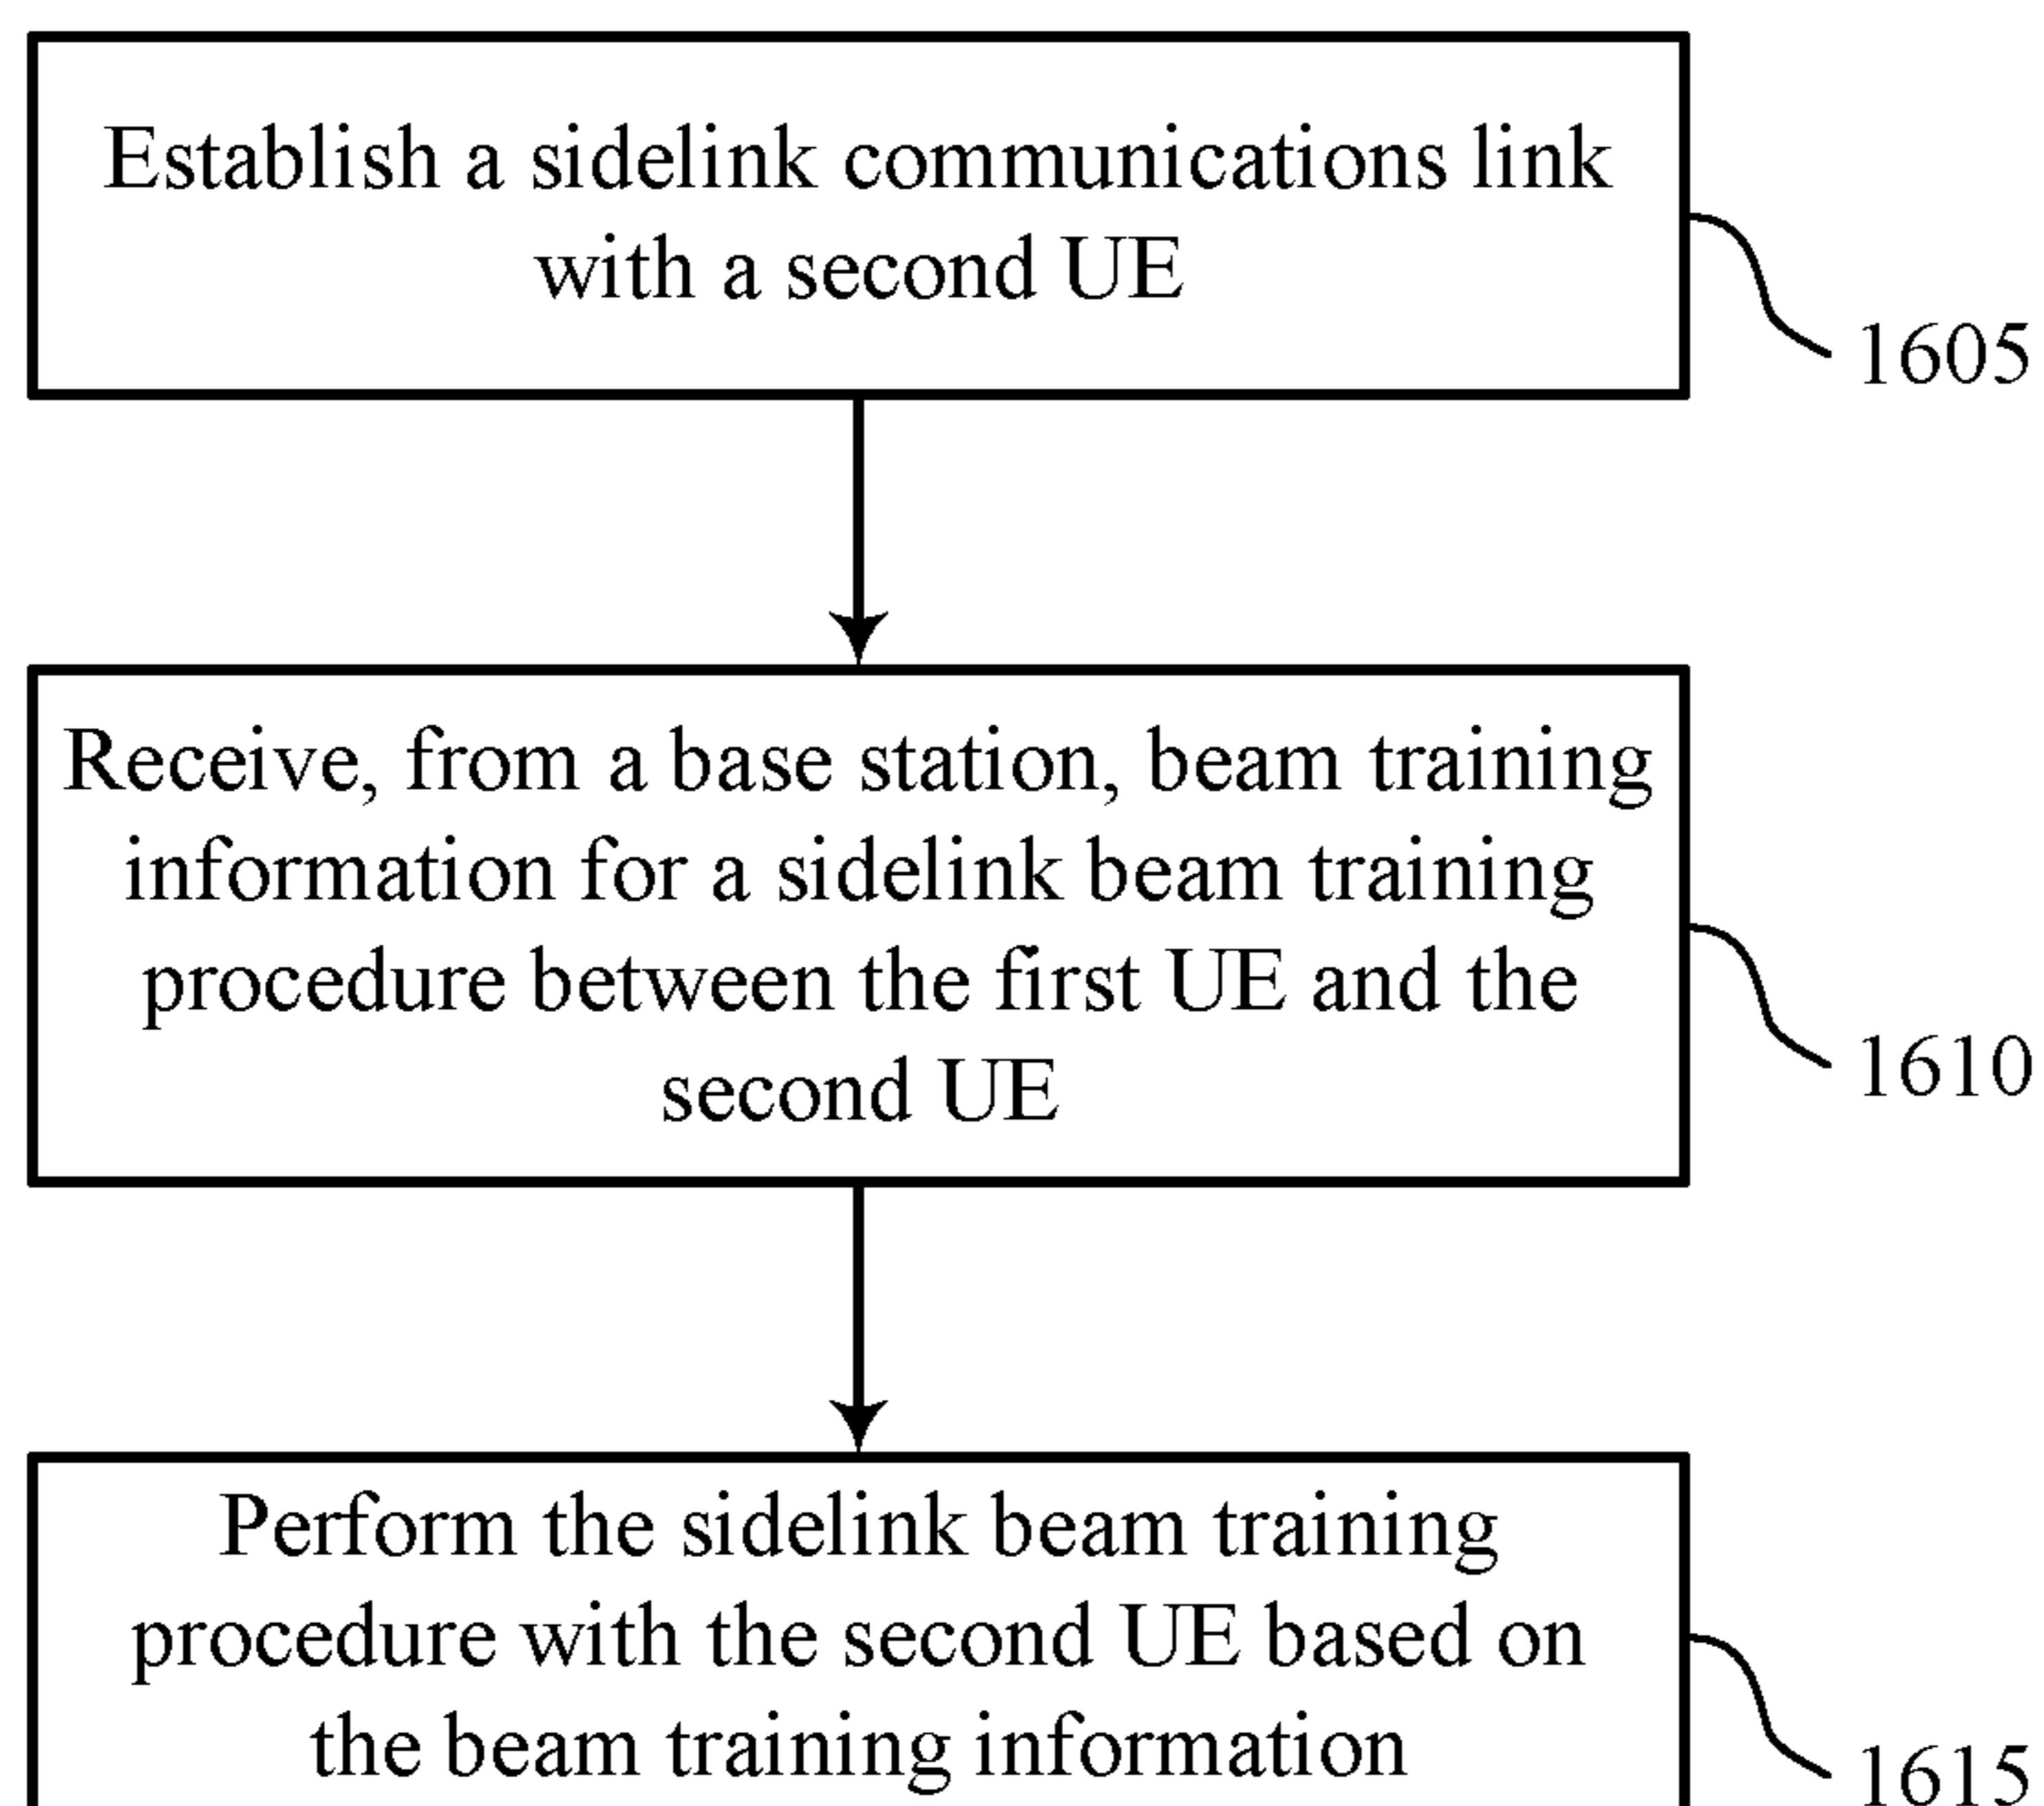 Establish a sidelink communications link
with a second UE
1605
Receive, from a base station, beam training
information for a sidelink beam training
procedure between the first UE and the
second UE
1610
Perform the sidelink beam training
procedure with the second UE based on
the beam training information
1615